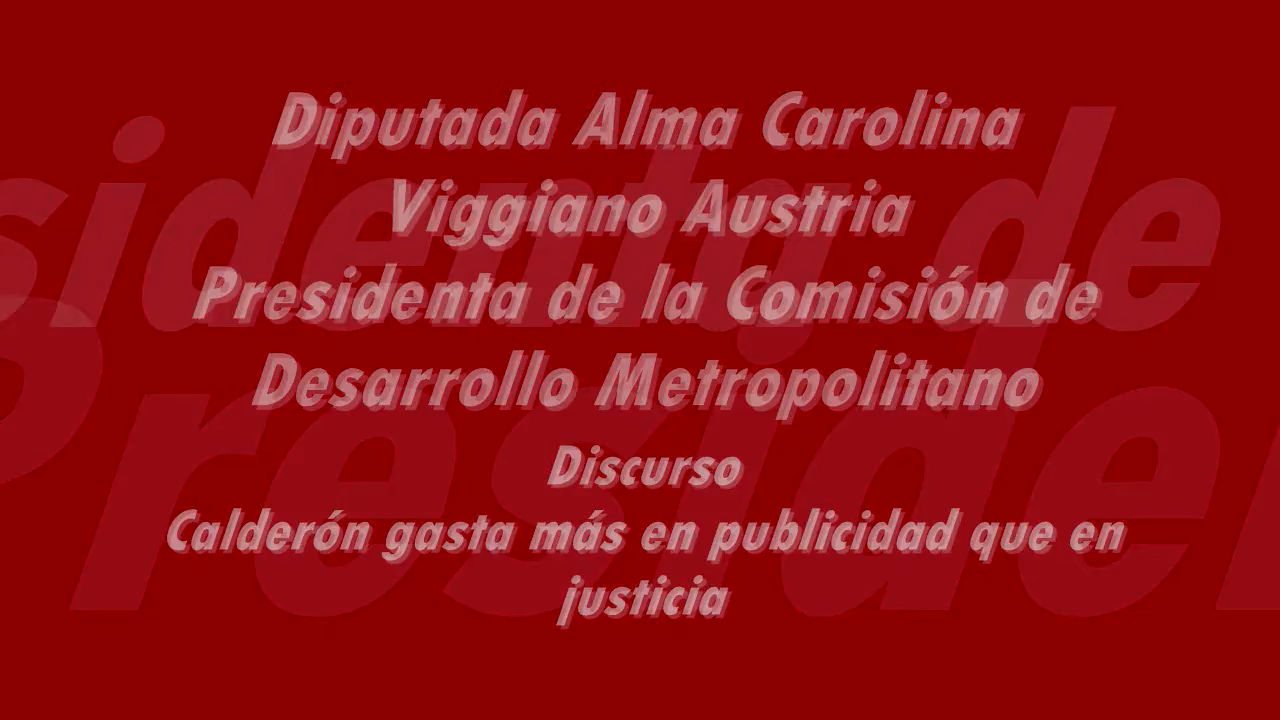 Diputada Alma Carolina
Viggiano Austria
Presidenta de la Comisión de
Desarrollo Metropolitano
Discurso
Calderón gasta más en publicidad que en
justicia